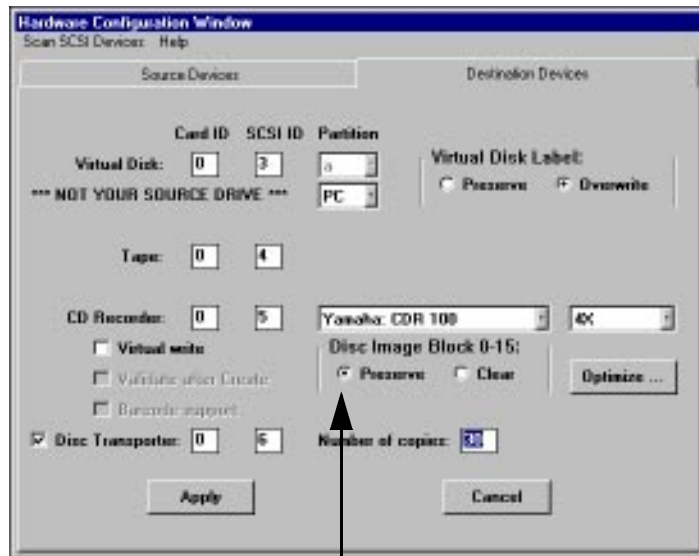 Hardware Configuration Window
Scan SCSI Devices Help
Source Devices Destination Devices
Card ID SCSI ID Partition
Virtual Disk: 0 3 a
Virtual Disk Label:
Preserve Overwrite
*** NOT YOUR SOURCE DRIVE *** PC
Tape: 0 4
CD Recorder: 0 5 Yamaha: CDR 100 4X
Virtual write
Disc Image Block 0-15:
Validate after Create
Preserve Clear
Optimize ...
Barcode support
Disc Transporter: 0 6 Number of copies: 30
Apply Cancel